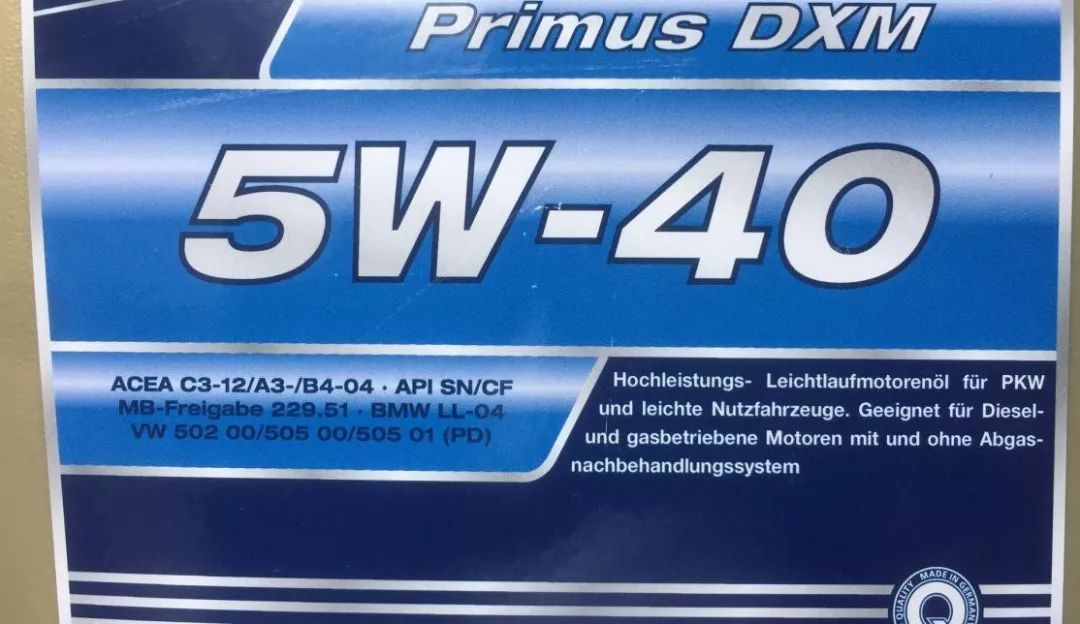 Primus DXM
5W-40
ACEA C3-12/A3-/B4-04 · API SN/CF
MB-Freigabe 229.51 · BMW LL-04
VW 502 00/505 00/505 01 (PD)
Hochleistungs- Leichtlaufmotorenöl für PKW
und leichte Nutzfahrzeuge. Geeignet für Diesel-
und gasbetriebene Motoren mit und ohne Abgas-
nachbehandlungssystem
QUALITY MADE IN GERMANY
Q